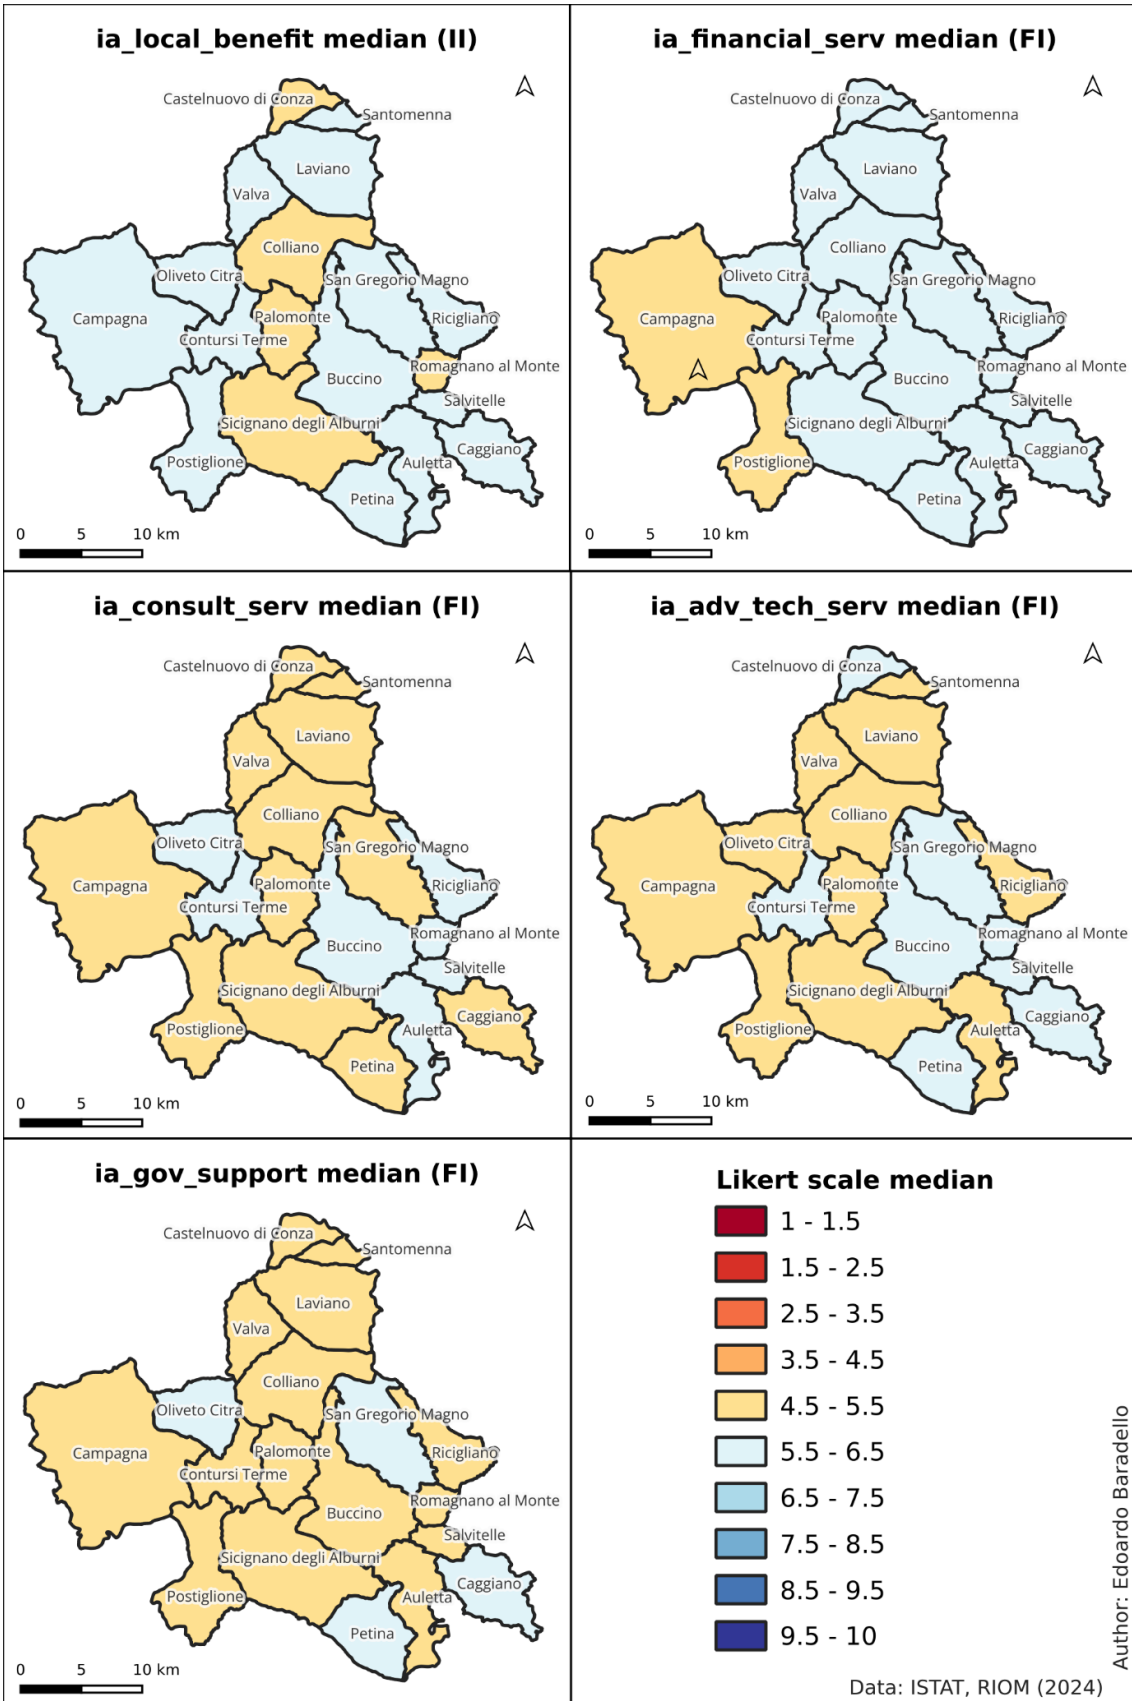 ia_local_benefit median (II)
Castelnuovo di Conza
Santomenna
Laviano
Valva
Colliano
Oliveto Citra
San Gregorio Magno
Campagna
Palomonte
Ricigliano
Contursi Terme
Romagnano al Monte
Buccino
Salvitelle
Sicignano degli Alburni
Caggiano
Postiglione
Auletta
Petina
0 5 10 km
ia_financial_serv median (FI)
Castelnuovo di Conza
Santomenna
Laviano
Valva
Colliano
Oliveto Citra
San Gregorio Magno
Campagna
Palomonte
Ricigliano
Contursi Terme
Romagnano al Monte
Buccino
Salvitelle
Sicignano degli Alburni
Caggiano
Postiglione
Auletta
Petina
0 5 10 km
ia_consult_serv median (FI)
Castelnuovo di Conza
Santomenna
Laviano
Valva
Colliano
Oliveto Citra
San Gregorio Magno
Campagna
Palomonte
Ricigliano
Contursi Terme
Romagnano al Monte
Buccino
Salvitelle
Sicignano degli Alburni
Caggiano
Postiglione
Auletta
Petina
0 5 10 km
ia_adv_tech_serv median (FI)
Castelnuovo di Conza
Santomenna
Laviano
Valva
Colliano
Oliveto Citra
San Gregorio Magno
Campagna
Palomonte
Ricigliano
Contursi Terme
Romagnano al Monte
Buccino
Salvitelle
Sicignano degli Alburni
Caggiano
Postiglione
Auletta
Petina
0 5 10 km
ia_gov_support median (FI)
Castelnuovo di Conza
Santomenna
Laviano
Valva
Colliano
Oliveto Citra
San Gregorio Magno
Campagna
Palomonte
Ricigliano
Contursi Terme
Romagnano al Monte
Buccino
Salvitelle
Sicignano degli Alburni
Caggiano
Postiglione
Auletta
Petina
0 5 10 km
Likert scale median
1 - 1.5
1.5 - 2.5
2.5 - 3.5
3.5 - 4.5
4.5 - 5.5
5.5 - 6.5
6.5 - 7.5
7.5 - 8.5
8.5 - 9.5
9.5 - 10
Author: Edoardo Baradello
Data: ISTAT, RIOM (2024)